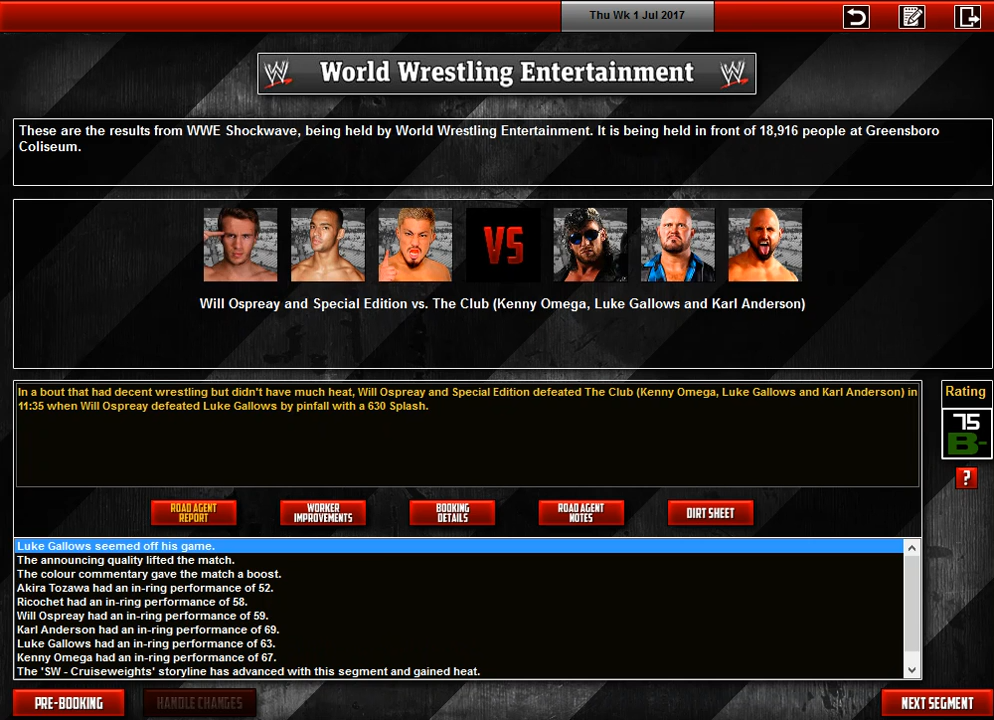 Thu Wk 1 Jul 2017
World Wrestling Entertainment
These are the results from WWE Shockwave, being held by World Wrestling Entertainment. It is being held in front of 18,916 people at Greensboro
Coliseum.
VS
Will Ospreay and Special Edition vs. The Club (Kenny Omega, Luke Gallows and Karl Anderson)
In a bout that had decent wrestling but didn't have much heat, Will Ospreay and Special Edition defeated The Club (Kenny Omega, Luke Gallows and Karl Anderson) in
11:35 when Will Ospreay defeated Luke Gallows by pinfall with a 630 Splash.
Rating
75
B-
?
ROAD AGENT
REPORT
WORKER
IMPROVEMENTS
BOOKING
DETAILS
ROAD AGENT
NOTES
DIRT SHEET
Luke Gallows seemed off his game.
The announcing quality lifted the match.
The colour commentary gave the match a boost.
Akira Tozawa had an in-ring performance of 52.
Ricochet had an in-ring performance of 58.
Will Ospreay had an in-ring performance of 59.
Karl Anderson had an in-ring performance of 69.
Luke Gallows had an in-ring performance of 63.
Kenny Omega had an in-ring performance of 67.
The 'SW - Cruiseweights' storyline has advanced with this segment and gained heat.
PRE-BOOKING
HANDLE CHANGES
NEXT SEGMENT